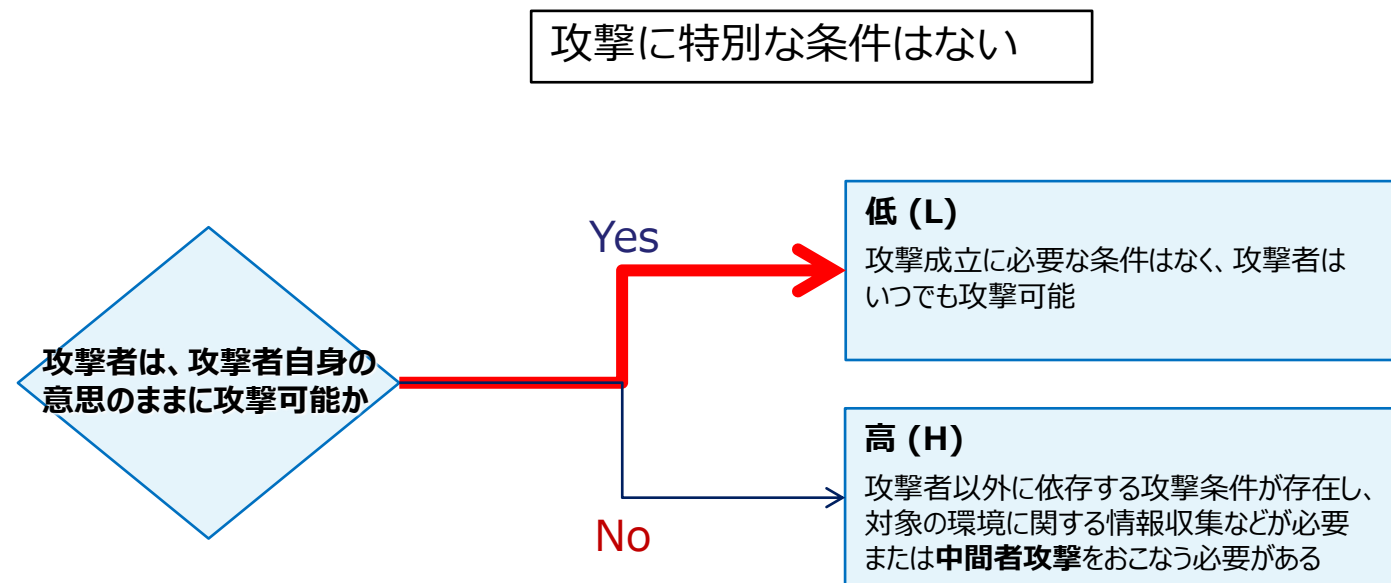 攻撃に特別な条件はない
Yes
低 (L)
攻撃成立に必要な条件はなく、攻撃者は
いつでも攻撃可能
攻撃者は、攻撃者自身の
意思のままに攻撃可能か
高 (H)
攻撃者以外に依存する攻撃条件が存在し、
対象の環境に関する情報収集などが必要
または中間者攻撃をおこなう必要がある
No